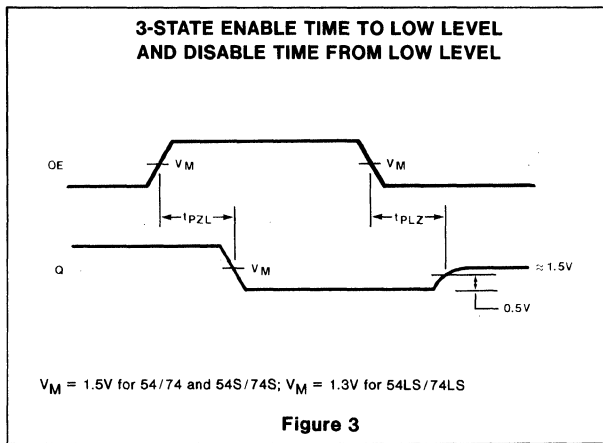 3-STATE ENABLE TIME TO LOW LEVEL
AND DISABLE TIME FROM LOW LEVEL
OE
VM
VM
tPZL
tPLZ
Q
VM
≈ 1.5V
0.5V
VM = 1.5V for 54/74 and 54S/74S; VM = 1.3V for 54LS/74LS
Figure 3